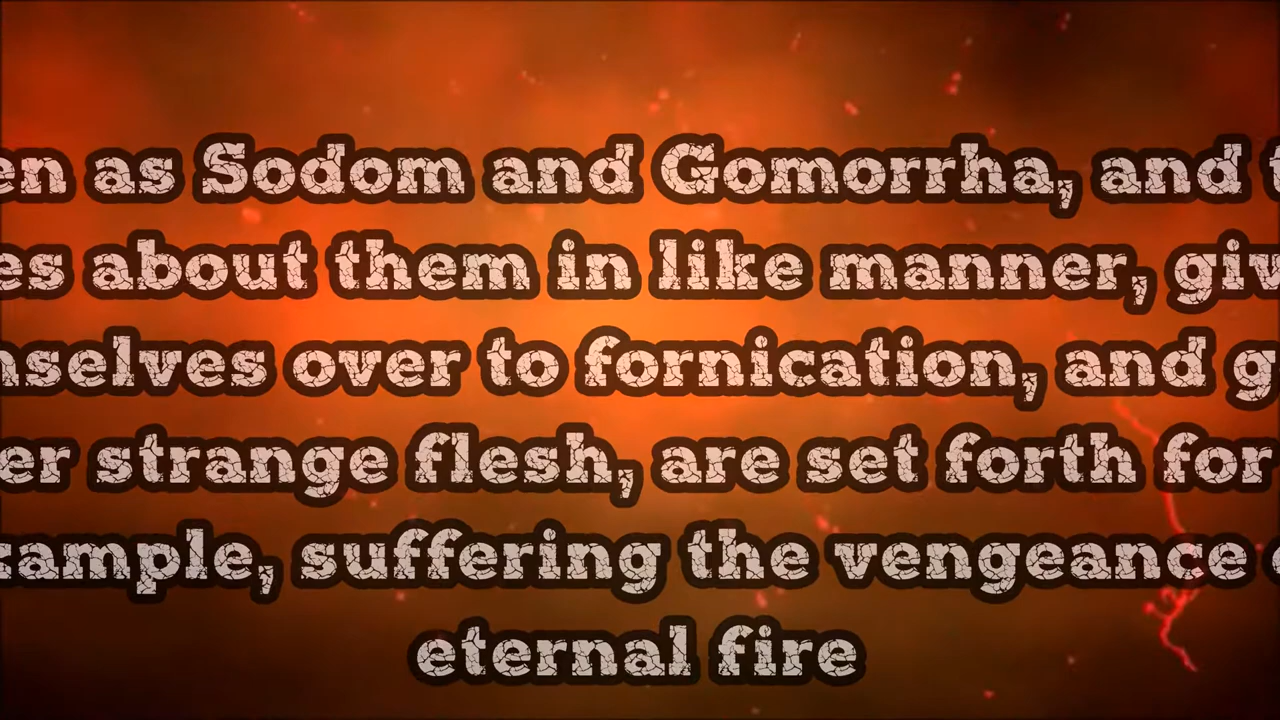 en as Sodom and Gomorrha, and t
es about them in like manner, giv
nselves over to fornication, and g
er strange flesh, are set forth for
xample, suffering the vengeance o
eternal fire